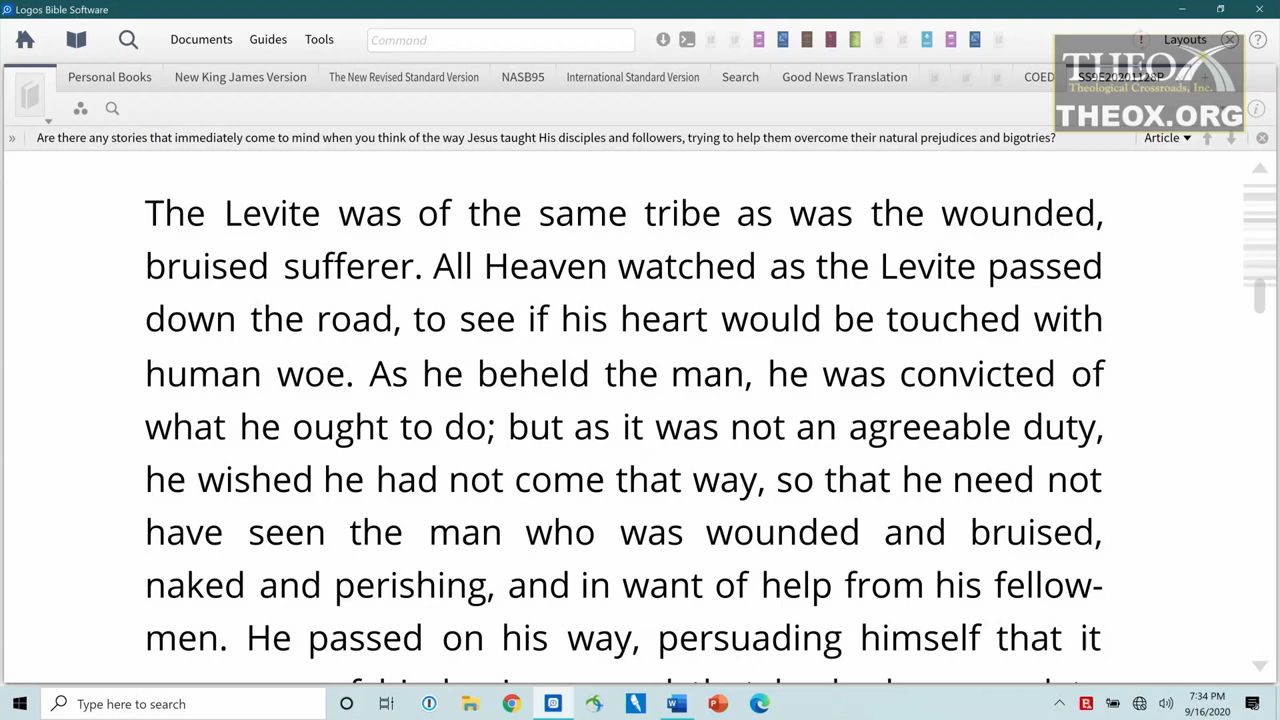 Logos Bible Software
Documents Guides Tools Command Layouts
Personal Books New King James Version The New Revised Standard Version NASB95 International Standard Version Search Good News Translation COED SS9E20201128P
THEOX
Theological Crossroads, Inc.
THEOX.ORG
» Are there any stories that immediately come to mind when you think of the way Jesus taught His disciples and followers, trying to help them overcome their natural prejudices and bigotries? Article
The Levite was of the same tribe as was the wounded,
bruised sufferer. All Heaven watched as the Levite passed
down the road, to see if his heart would be touched with
human woe. As he beheld the man, he was convicted of
what he ought to do; but as it was not an agreeable duty,
he wished he had not come that way, so that he need not
have seen the man who was wounded and bruised,
naked and perishing, and in want of help from his fellow-
men. He passed on his way, persuading himself that it
Type here to search
7:34 PM
9/16/2020